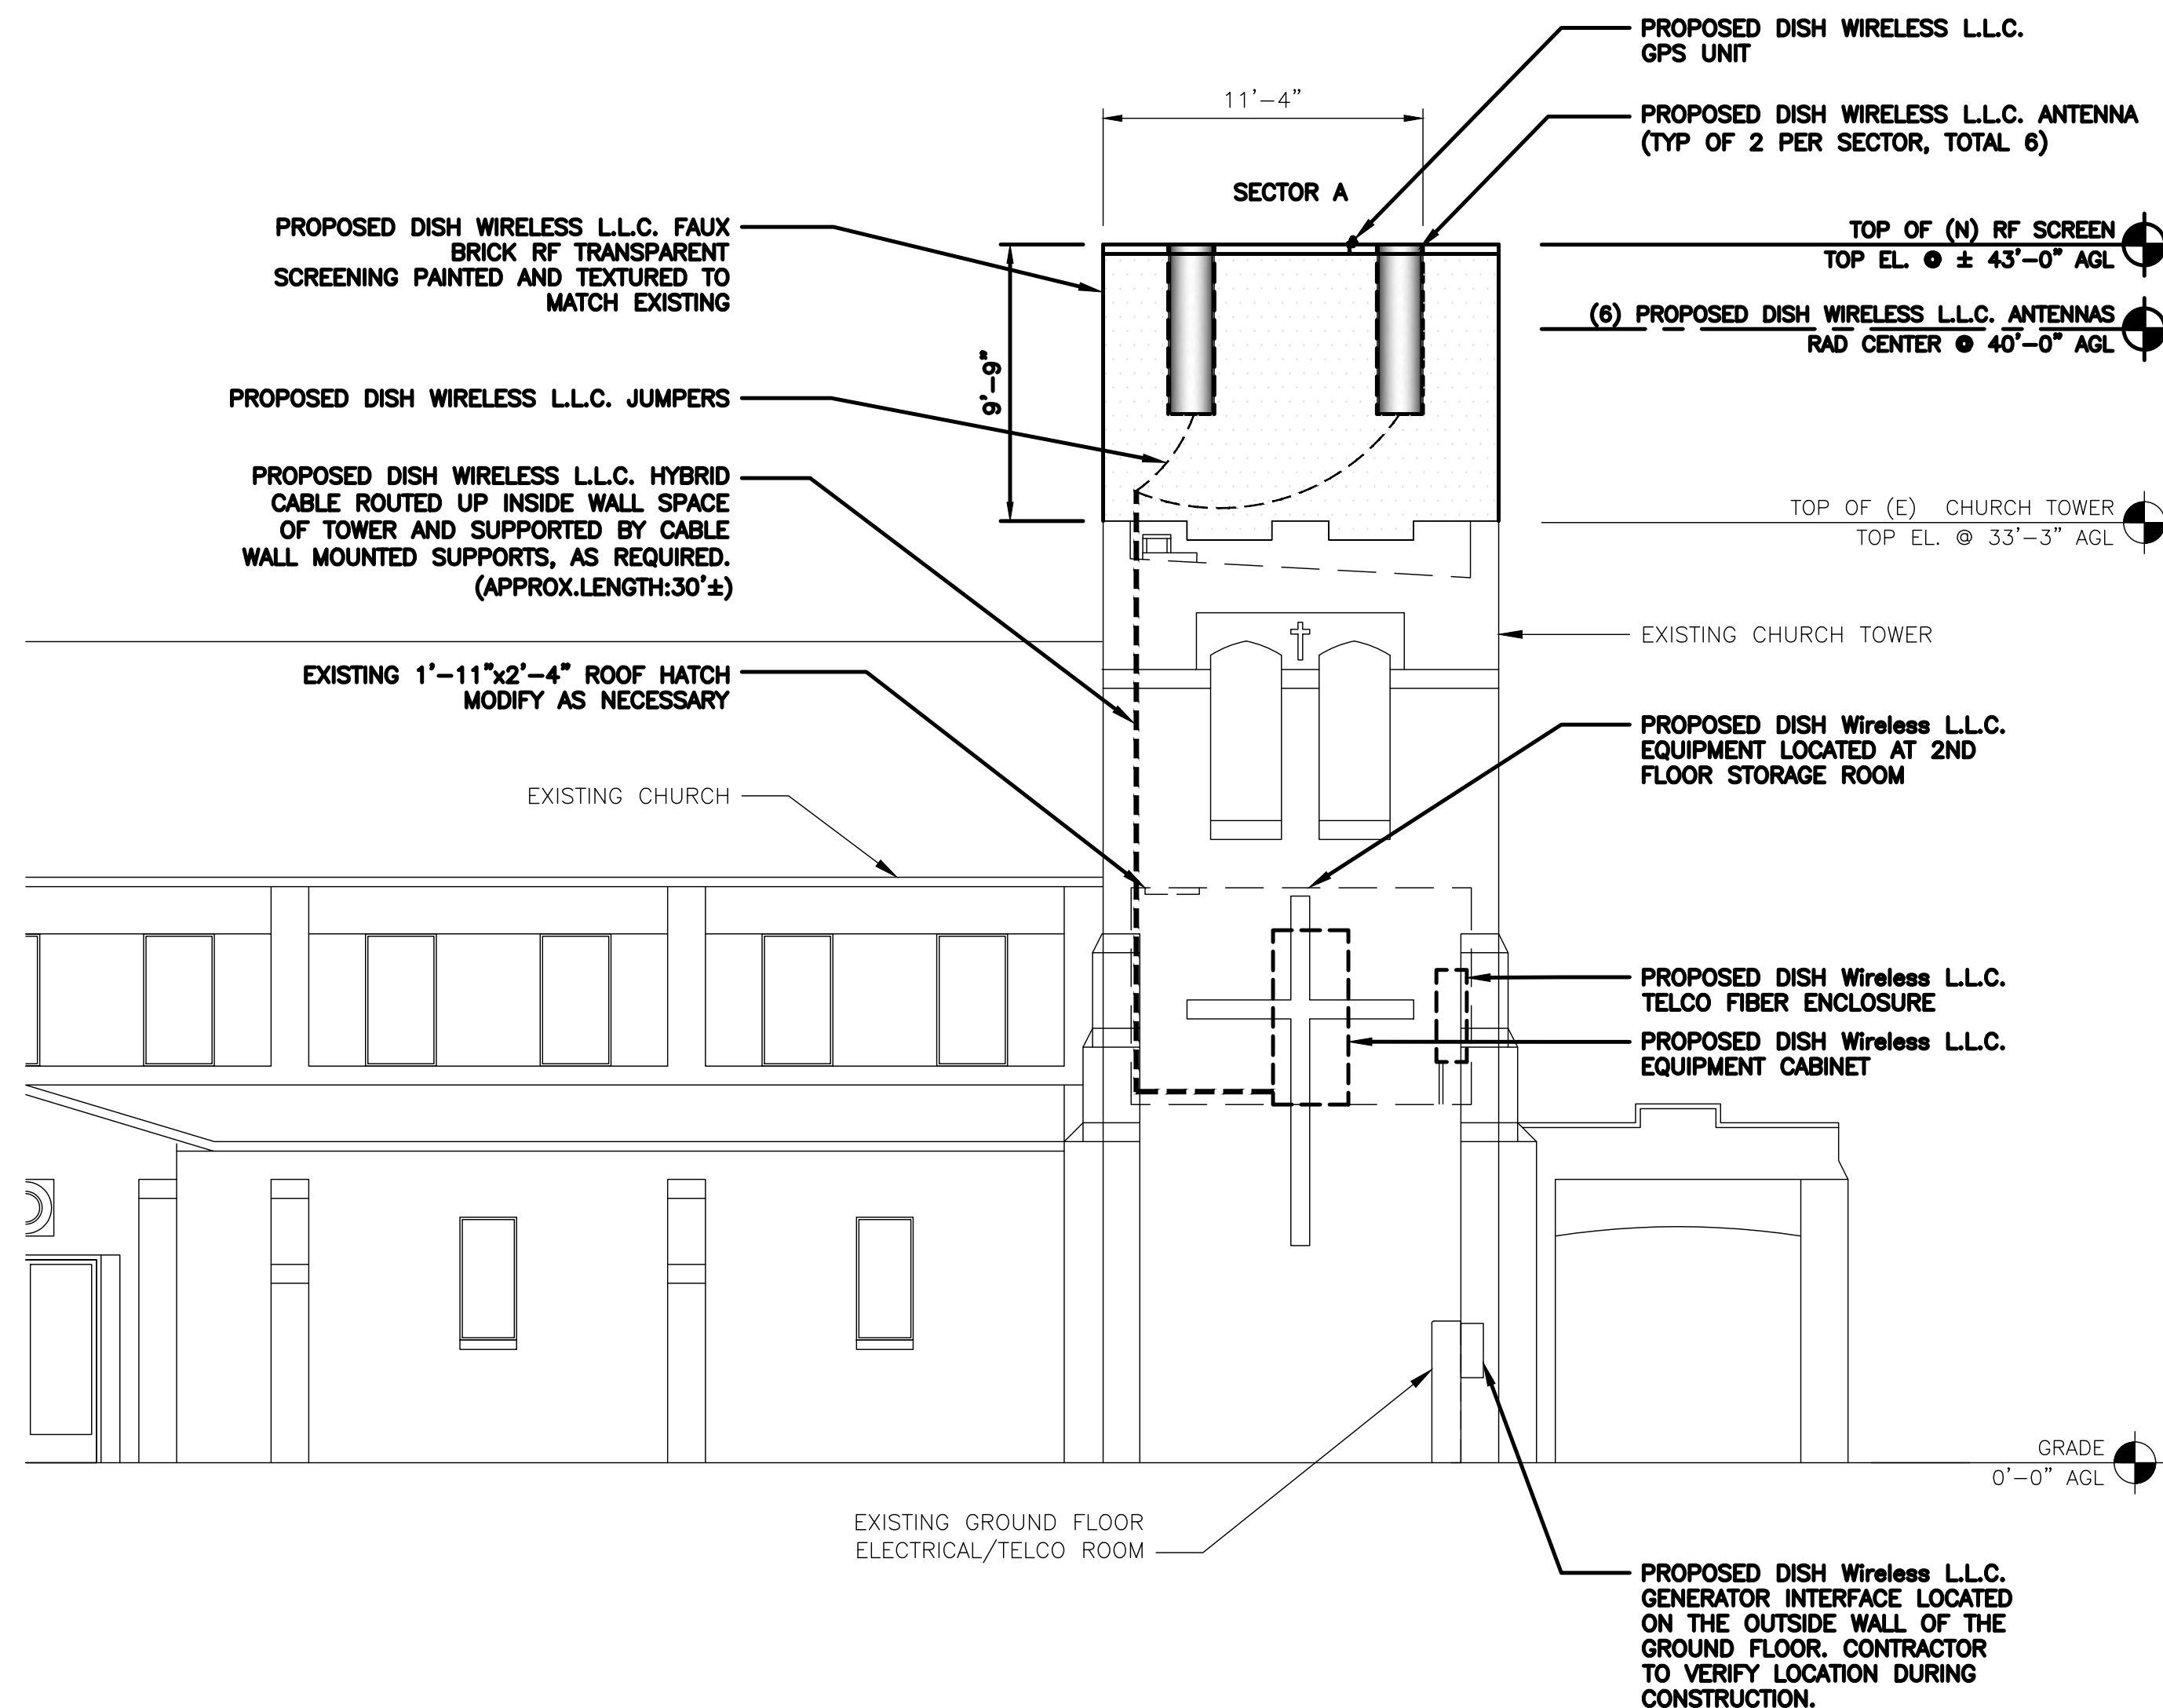 PROPOSED DISH WIRELESS L.L.C.
GPS UNIT
11'-4"
PROPOSED DISH WIRELESS L.L.C. ANTENNA
(TYP OF 2 PER SECTOR, TOTAL 6)
SECTOR A
PROPOSED DISH WIRELESS L.L.C. FAUX
BRICK RF TRANSPARENT
SCREENING PAINTED AND TEXTURED TO
MATCH EXISTING
TOP OF (N) RF SCREEN
TOP EL. @ ± 43'-0" AGL
(6) PROPOSED DISH WIRELESS L.L.C. ANTENNAS
RAD CENTER @ 40'-0" AGL
9'-9"
PROPOSED DISH WIRELESS L.L.C. JUMPERS
PROPOSED DISH WIRELESS L.L.C. HYBRID
CABLE ROUTED UP INSIDE WALL SPACE
OF TOWER AND SUPPORTED BY CABLE
WALL MOUNTED SUPPORTS, AS REQUIRED.
(APPROX.LENGTH:30'±)
TOP OF (E) CHURCH TOWER
TOP EL. @ 33'-3" AGL
EXISTING CHURCH TOWER
EXISTING 1'-11"x2'-4" ROOF HATCH
MODIFY AS NECESSARY
PROPOSED DISH Wireless L.L.C.
EQUIPMENT LOCATED AT 2ND
FLOOR STORAGE ROOM
EXISTING CHURCH
PROPOSED DISH Wireless L.L.C.
TELCO FIBER ENCLOSURE
PROPOSED DISH Wireless L.L.C.
EQUIPMENT CABINET
GRADE
0'-0" AGL
EXISTING GROUND FLOOR
ELECTRICAL/TELCO ROOM
PROPOSED DISH Wireless L.L.C.
GENERATOR INTERFACE LOCATED
ON THE OUTSIDE WALL OF THE
GROUND FLOOR. CONTRACTOR
TO VERIFY LOCATION DURING
CONSTRUCTION.